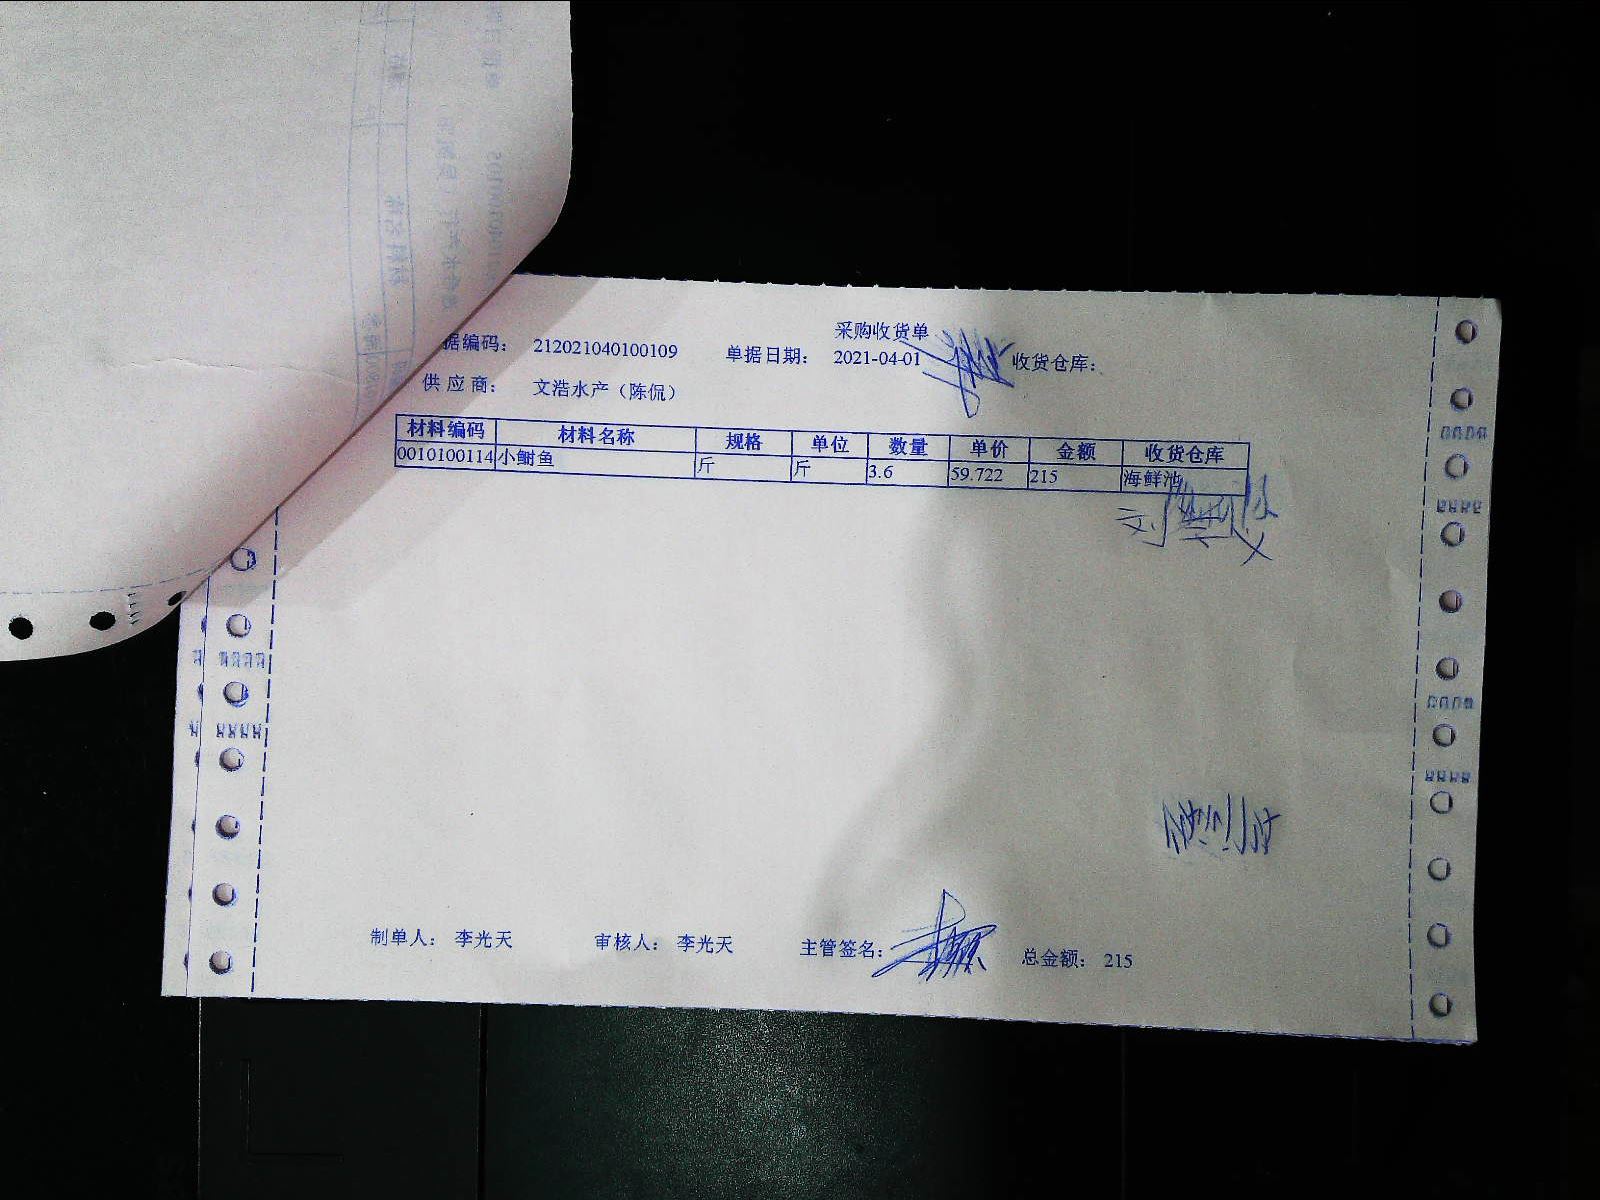 采购收货单
据编码： 212021040100109 单据日期： 2021-04-01 收货仓库：
供应商： 文浩水产（陈侃）
材料编码 材料名称 规格 单位 数量 单价 金额 收货仓库
0010100114 小鲋鱼 斤 斤 3.6 59.722 215 海鲜池
制单人： 李光天 审核人： 李光天 主管签名： 总金额： 215